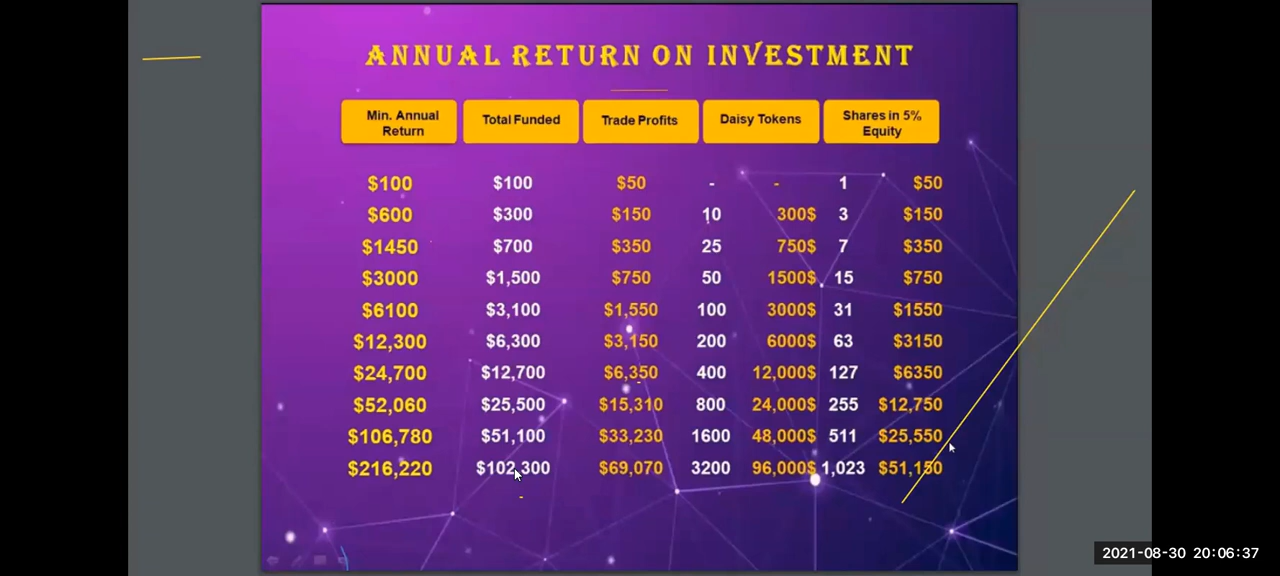 ANNUAL RETURN ON INVESTMENT
Min. Annual Return Total Funded Trade Profits Daisy Tokens Shares in 5% Equity
$100 $100 $50 - - 1 $50
$600 $300 $150 10 300$ 3 $150
$1450 $700 $350 25 750$ 7 $350
$3000 $1,500 $750 50 1500$ 15 $750
$6100 $3,100 $1,550 100 3000$ 31 $1550
$12,300 $6,300 $3,150 200 6000$ 63 $3150
$24,700 $12,700 $6,350 400 12,000$ 127 $6350
$52,060 $25,500 $15,310 800 24,000$ 255 $12,750
$106,780 $51,100 $33,230 1600 48,000$ 511 $25,550
$216,220 $102,300 $69,070 3200 96,000$ 1,023 $51,150
2021-08-30 20:06:37